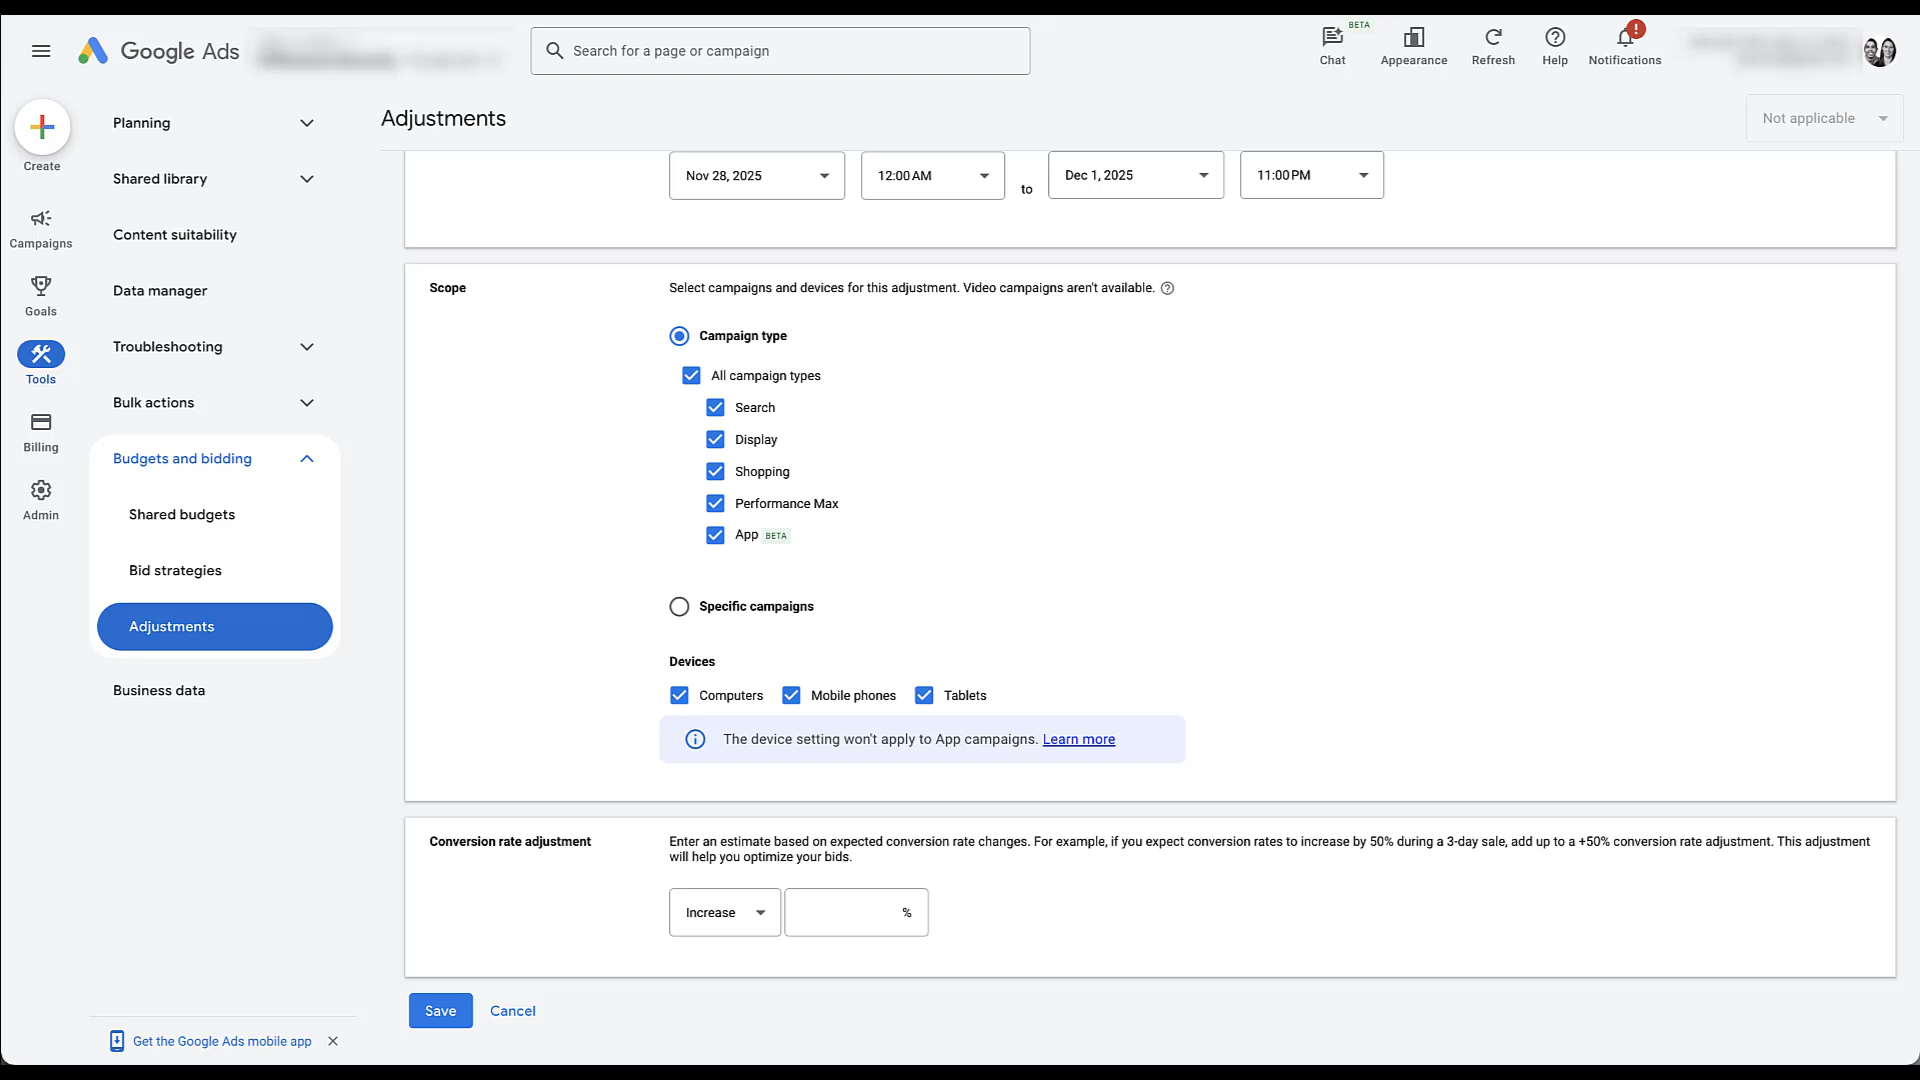 Google Ads
Search for a page or campaign
BETA
Chat
Appearance
Refresh
Help
!
Notifications
Create
Campaigns
Goals
Tools
Billing
Admin
Planning
Shared library
Content suitability
Data manager
Troubleshooting
Bulk actions
Budgets and bidding
Shared budgets
Bid strategies
Adjustments
Business data
Get the Google Ads mobile app
Adjustments
Not applicable
Nov 28, 2025
12:00 AM
to
Dec 1, 2025
11:00 PM
Scope
Select campaigns and devices for this adjustment. Video campaigns aren't available.
Campaign type
All campaign types
Search
Display
Shopping
Performance Max
App BETA
Specific campaigns
Devices
Computers Mobile phones Tablets
The device setting won't apply to App campaigns. Learn more
Conversion rate adjustment
Enter an estimate based on expected conversion rate changes. For example, if you expect conversion rates to increase by 50% during a 3-day sale, add up to a +50% conversion rate adjustment. This adjustment
will help you optimize your bids.
Increase
%
Save
Cancel